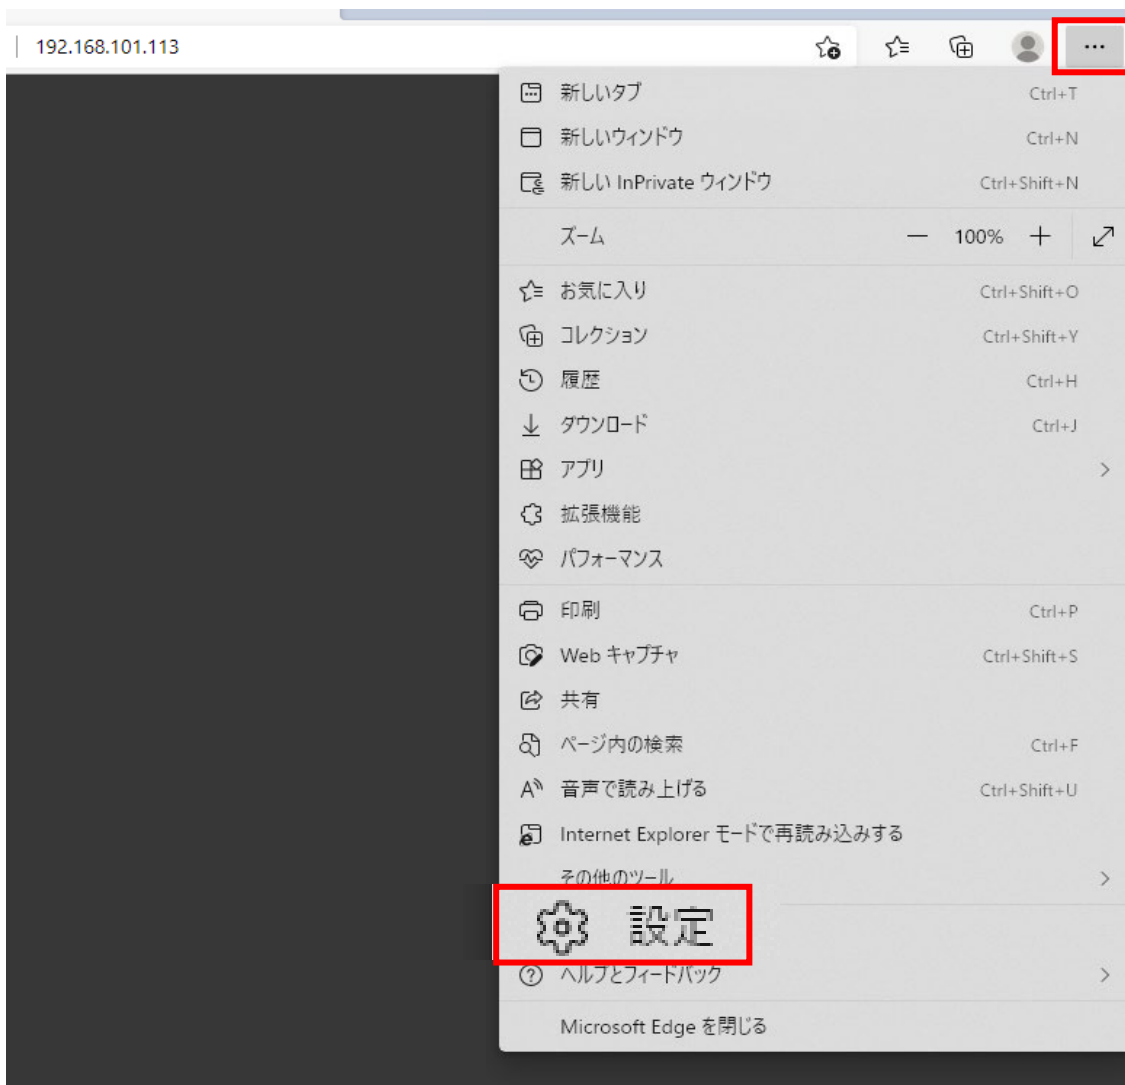 192.168.101.113
新しいタブ Ctrl+T
新しいウィンドウ Ctrl+N
新しい InPrivate ウィンドウ Ctrl+Shift+N
ズーム 100%
お気に入り Ctrl+Shift+O
コレクション Ctrl+Shift+Y
履歴 Ctrl+H
ダウンロード Ctrl+J
アプリ
拡張機能
パフォーマンス
印刷 Ctrl+P
Web キャプチャ Ctrl+Shift+S
共有
ページ内の検索 Ctrl+F
音声で読み上げる Ctrl+Shift+U
Internet Explorer モードで再読み込みする
その他のツール
設定
ヘルプとフィードバック
Microsoft Edge を閉じる